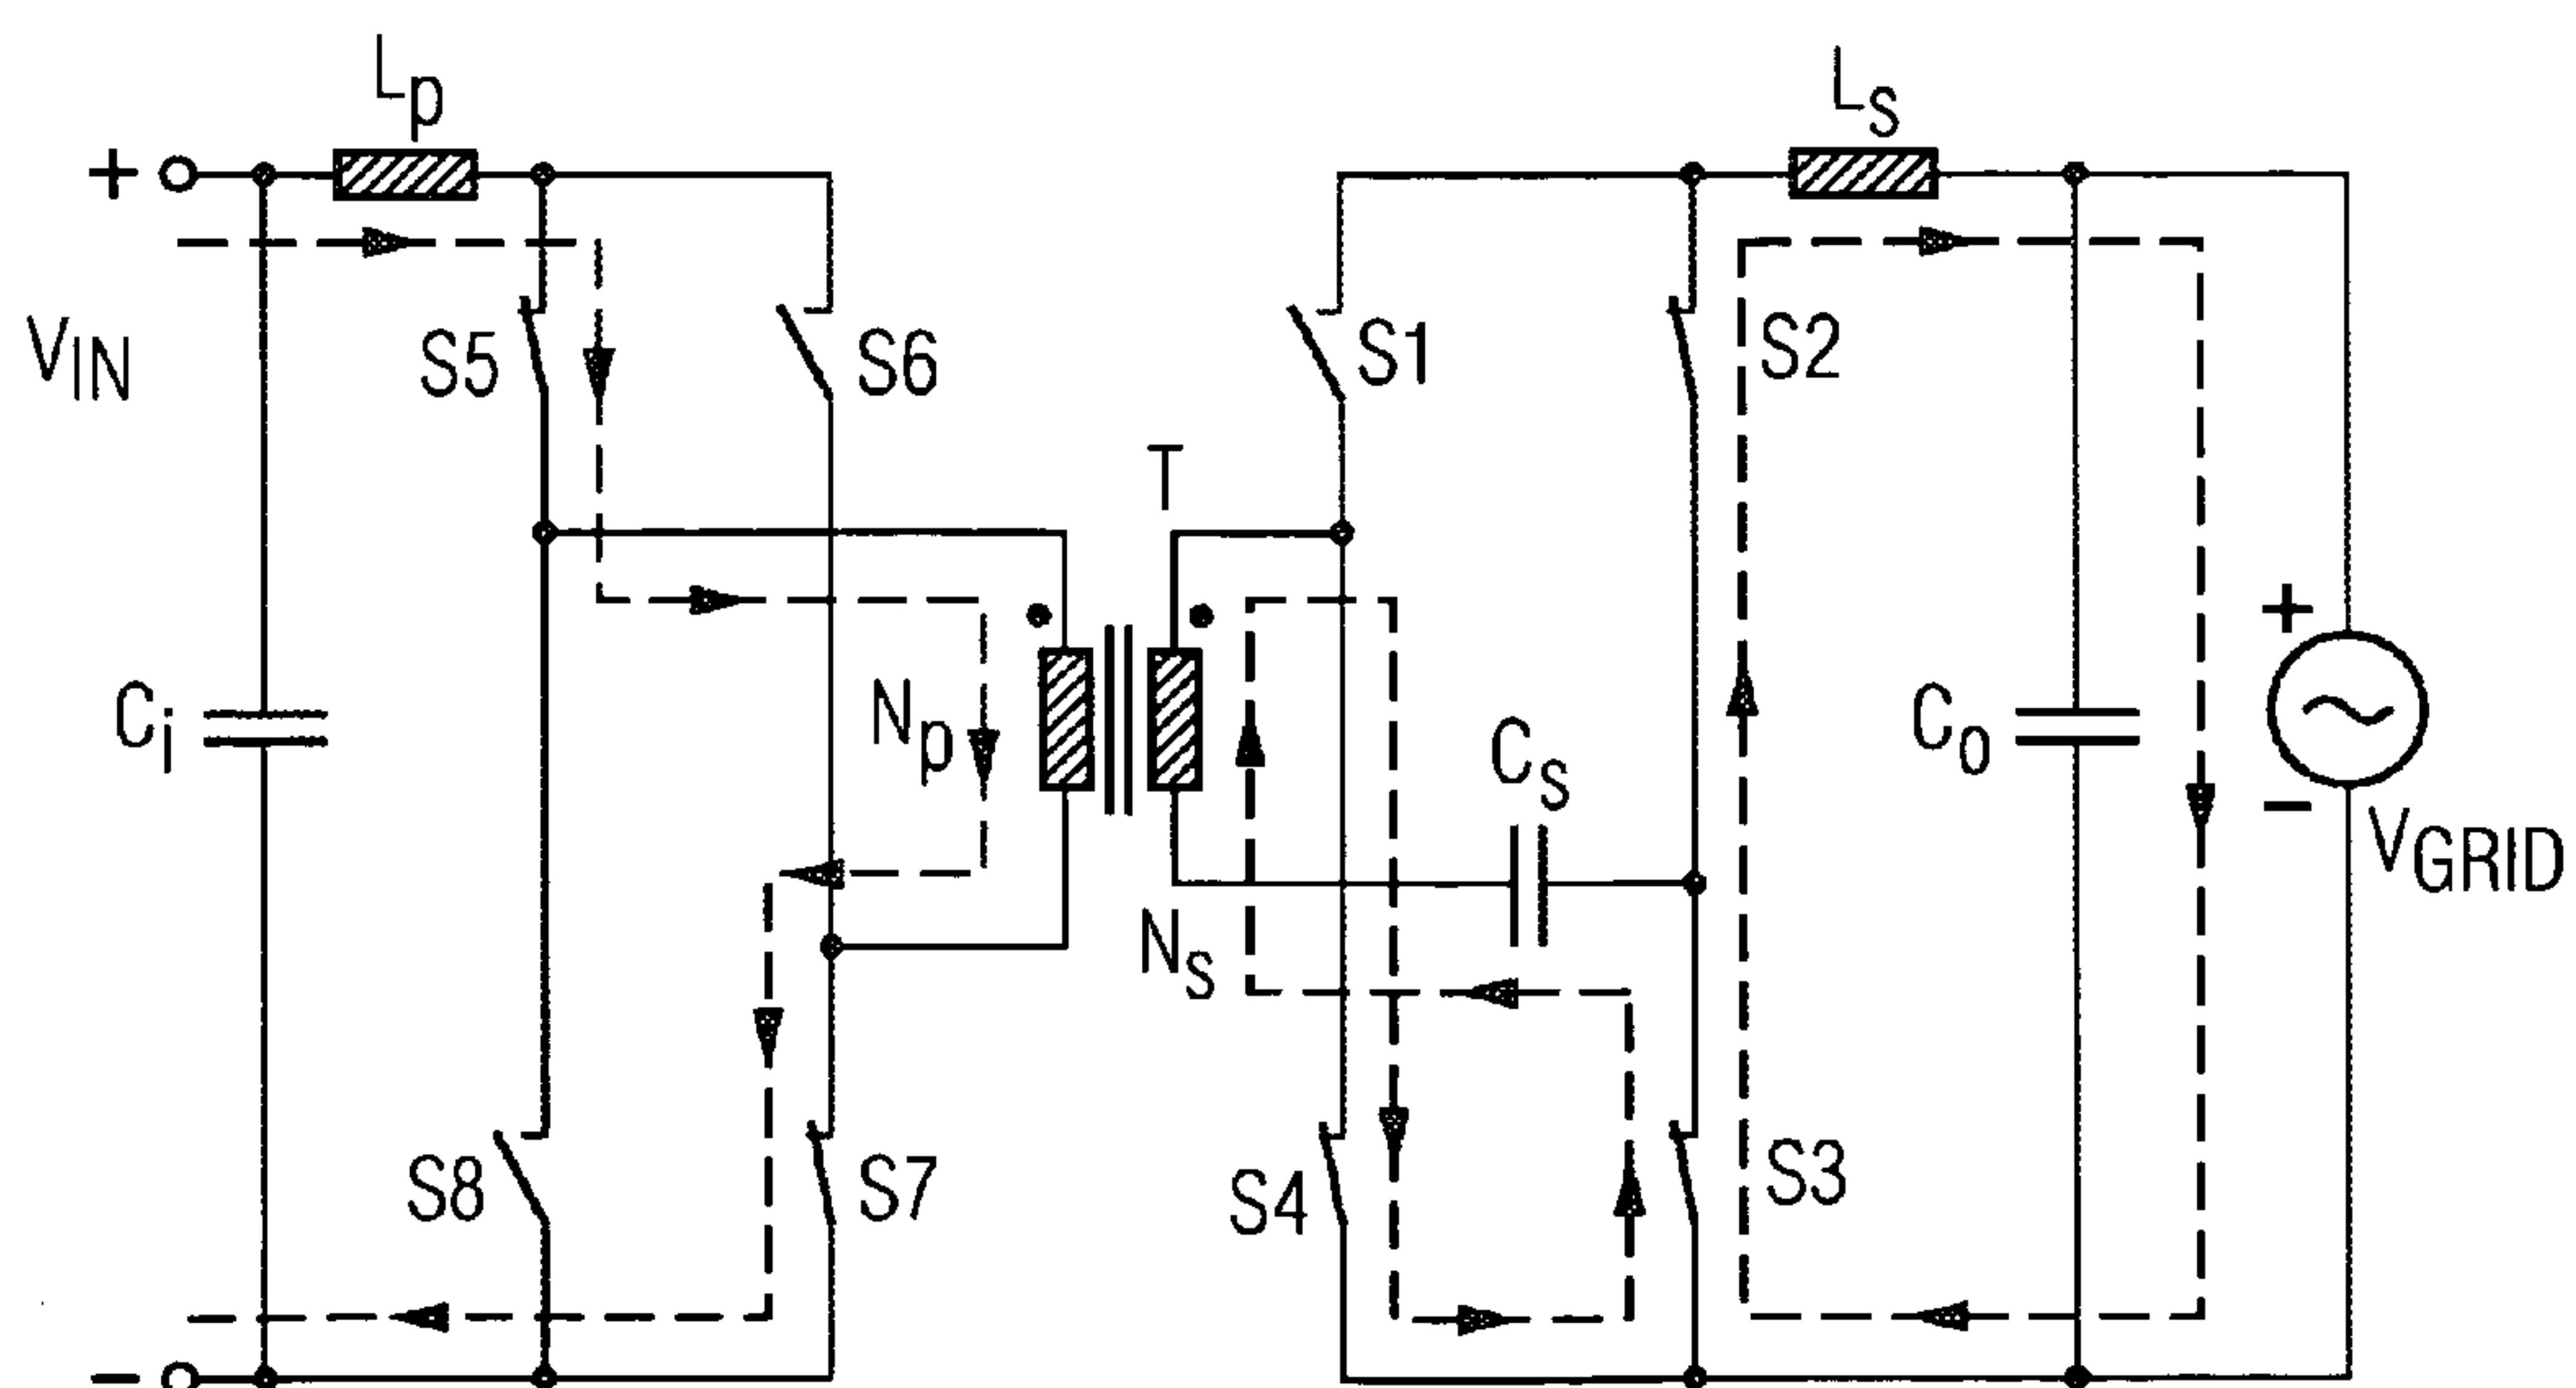 Lp
Ls
+
VIN
S5
S6
S1
S2
T
+
Ci
Np
Cs
Co
−
VGRID
Ns
S8
S7
S4
S3
−